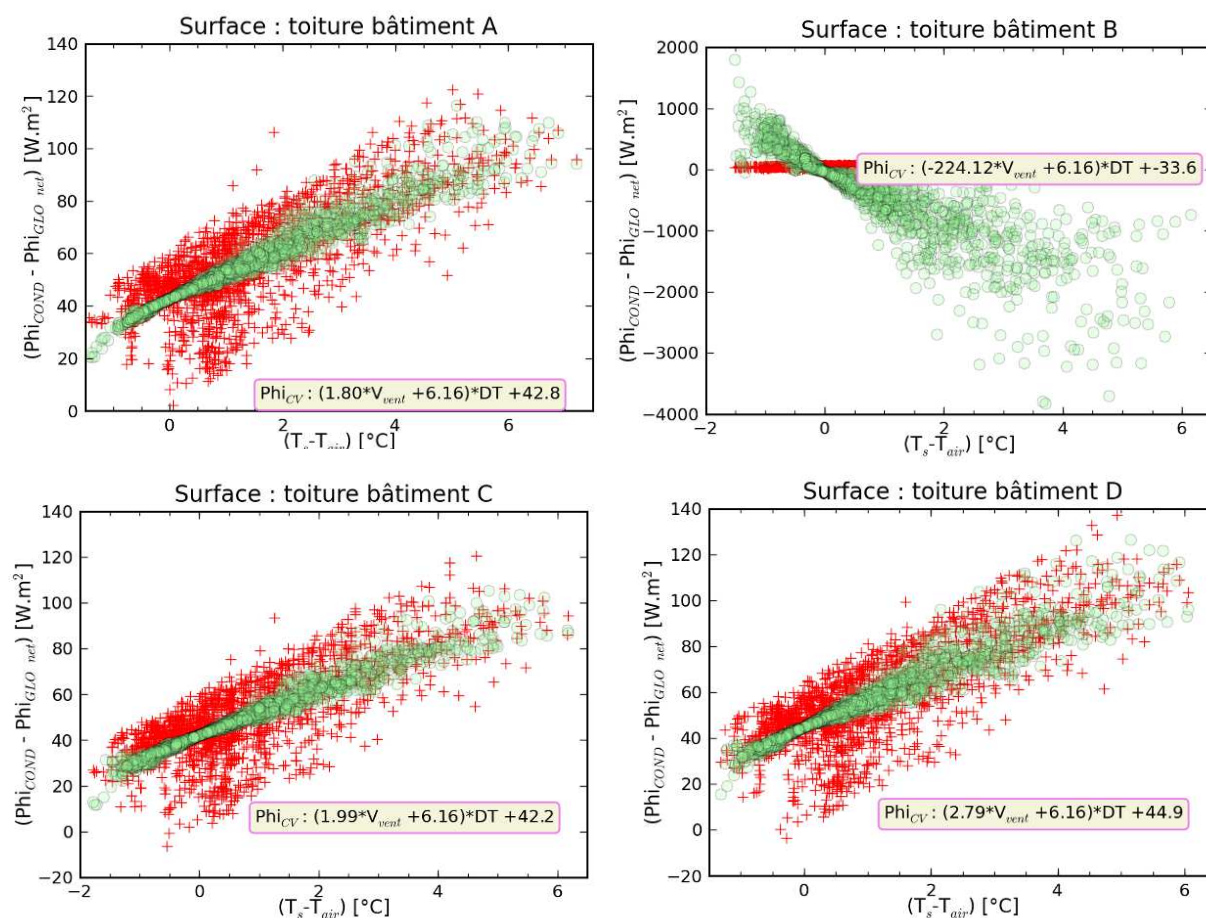 Surface : toiture bâtiment A
(Phi_COND - Phi_GLO net) [W.m²]
140
120
100
80
60
40
20
0
Phi_CV : (1.80*V_vent +6.16)*DT +42.8
0 2 4 6
(T_s-T_air) [°C]
Surface : toiture bâtiment B
(Phi_COND - Phi_GLO net) [W.m²]
2000
1000
0
−1000
−2000
−3000
−4000
Phi_CV : (-224.12*V_vent +6.16)*DT +-33.6
−2 0 2 4 6
(T_s-T_air) [°C]
Surface : toiture bâtiment C
(Phi_COND - Phi_GLO net) [W.m²]
140
120
100
80
60
40
20
0
−20
Phi_CV : (1.99*V_vent +6.16)*DT +42.2
−2 0 2 4 6
(T_s-T_air) [°C]
Surface : toiture bâtiment D
(Phi_COND - Phi_GLO net) [W.m²]
140
120
100
80
60
40
20
0
−20
Phi_CV : (2.79*V_vent +6.16)*DT +44.9
0 2 4 6
(T_s-T_air) [°C]